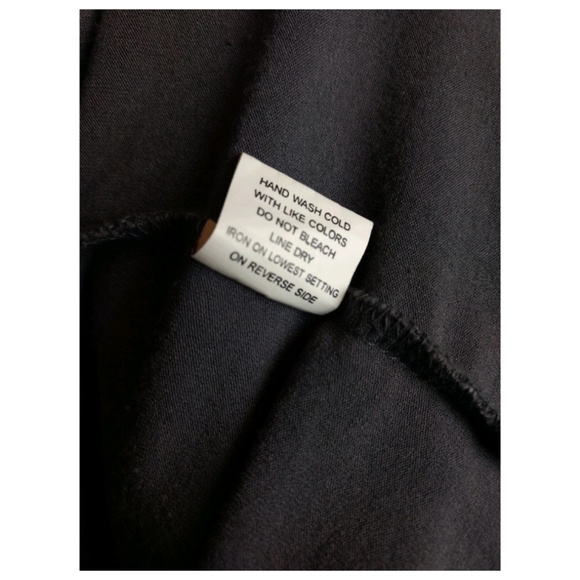 HAND WASH COLD
WITH LIKE COLORS
DO NOT BLEACH
LINE DRY
IRON ON LOWEST SETTING
ON REVERSE SIDE